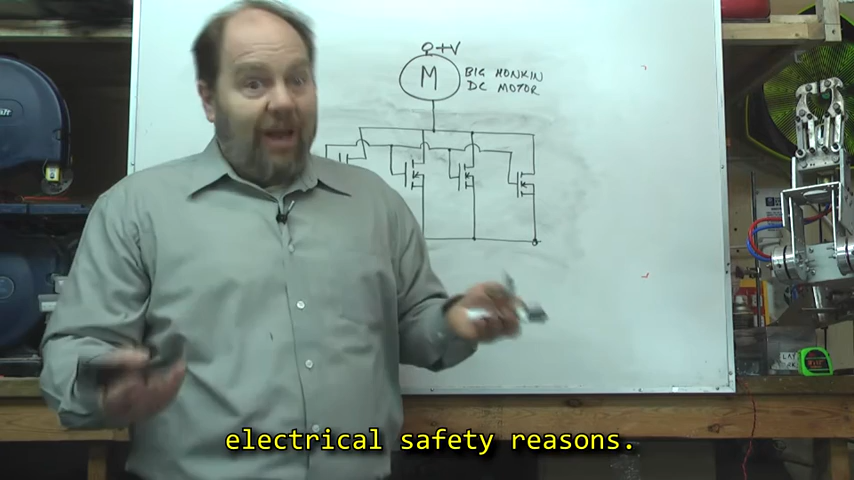 +V
M
BIG HONKIN
DC MOTOR
electrical safety reasons.